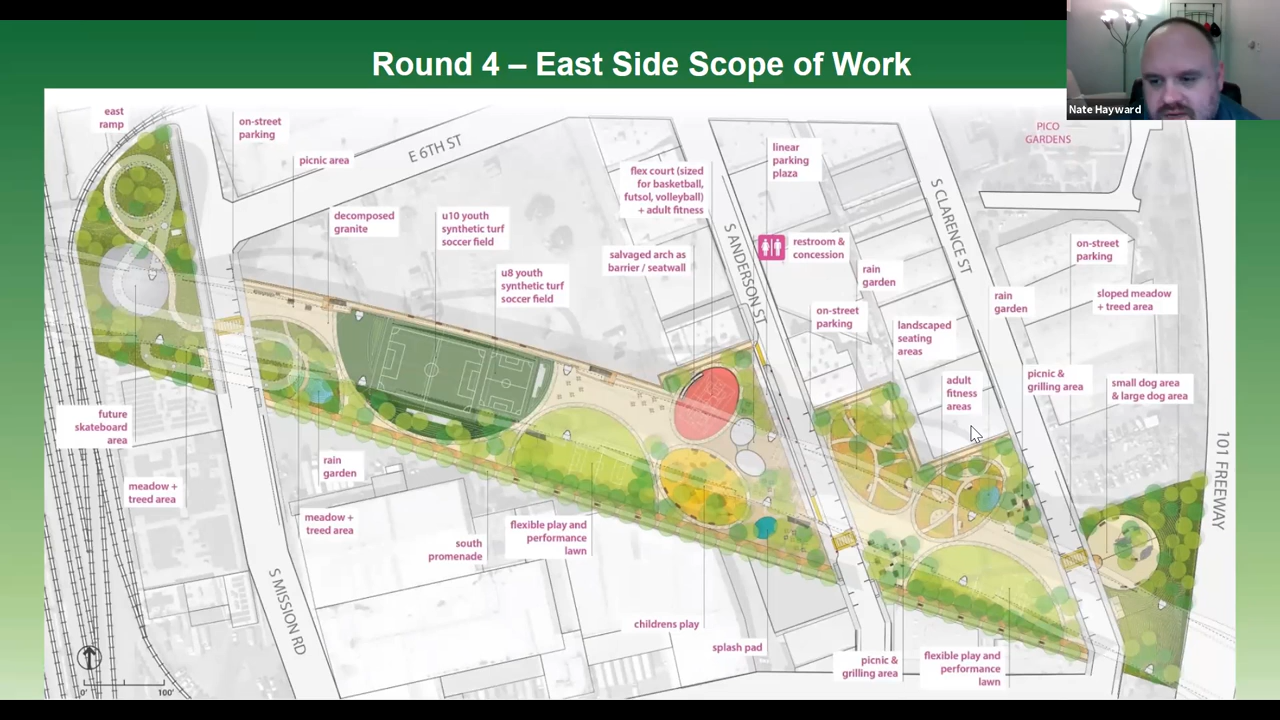 Round 4 – East Side Scope of Work
Nate Hayward
east
ramp
on-street
parking
picnic area
E 6TH ST
decomposed
granite
u10 youth
synthetic turf
soccer field
u8 youth
synthetic turf
soccer field
flex court (sized
for basketball,
futsol, volleyball)
+ adult fitness
salvaged arch as
barrier / seatwall
linear
parking
plaza
S ANDERSON ST
restroom &
concession
rain
garden
on-street
parking
landscaped
seating
areas
adult
fitness
areas
S CLARENCE ST
PICO
GARDENS
on-street
parking
rain
garden
sloped meadow
+ treed area
picnic &
grilling area
small dog area
& large dog area
101 FREEWAY
future
skateboard
area
meadow +
treed area
rain
garden
meadow +
treed area
S MISSION RD
south
promenade
flexible play and
performance
lawn
childrens play
splash pad
picnic &
grilling area
flexible play and
performance
lawn
0'
100'